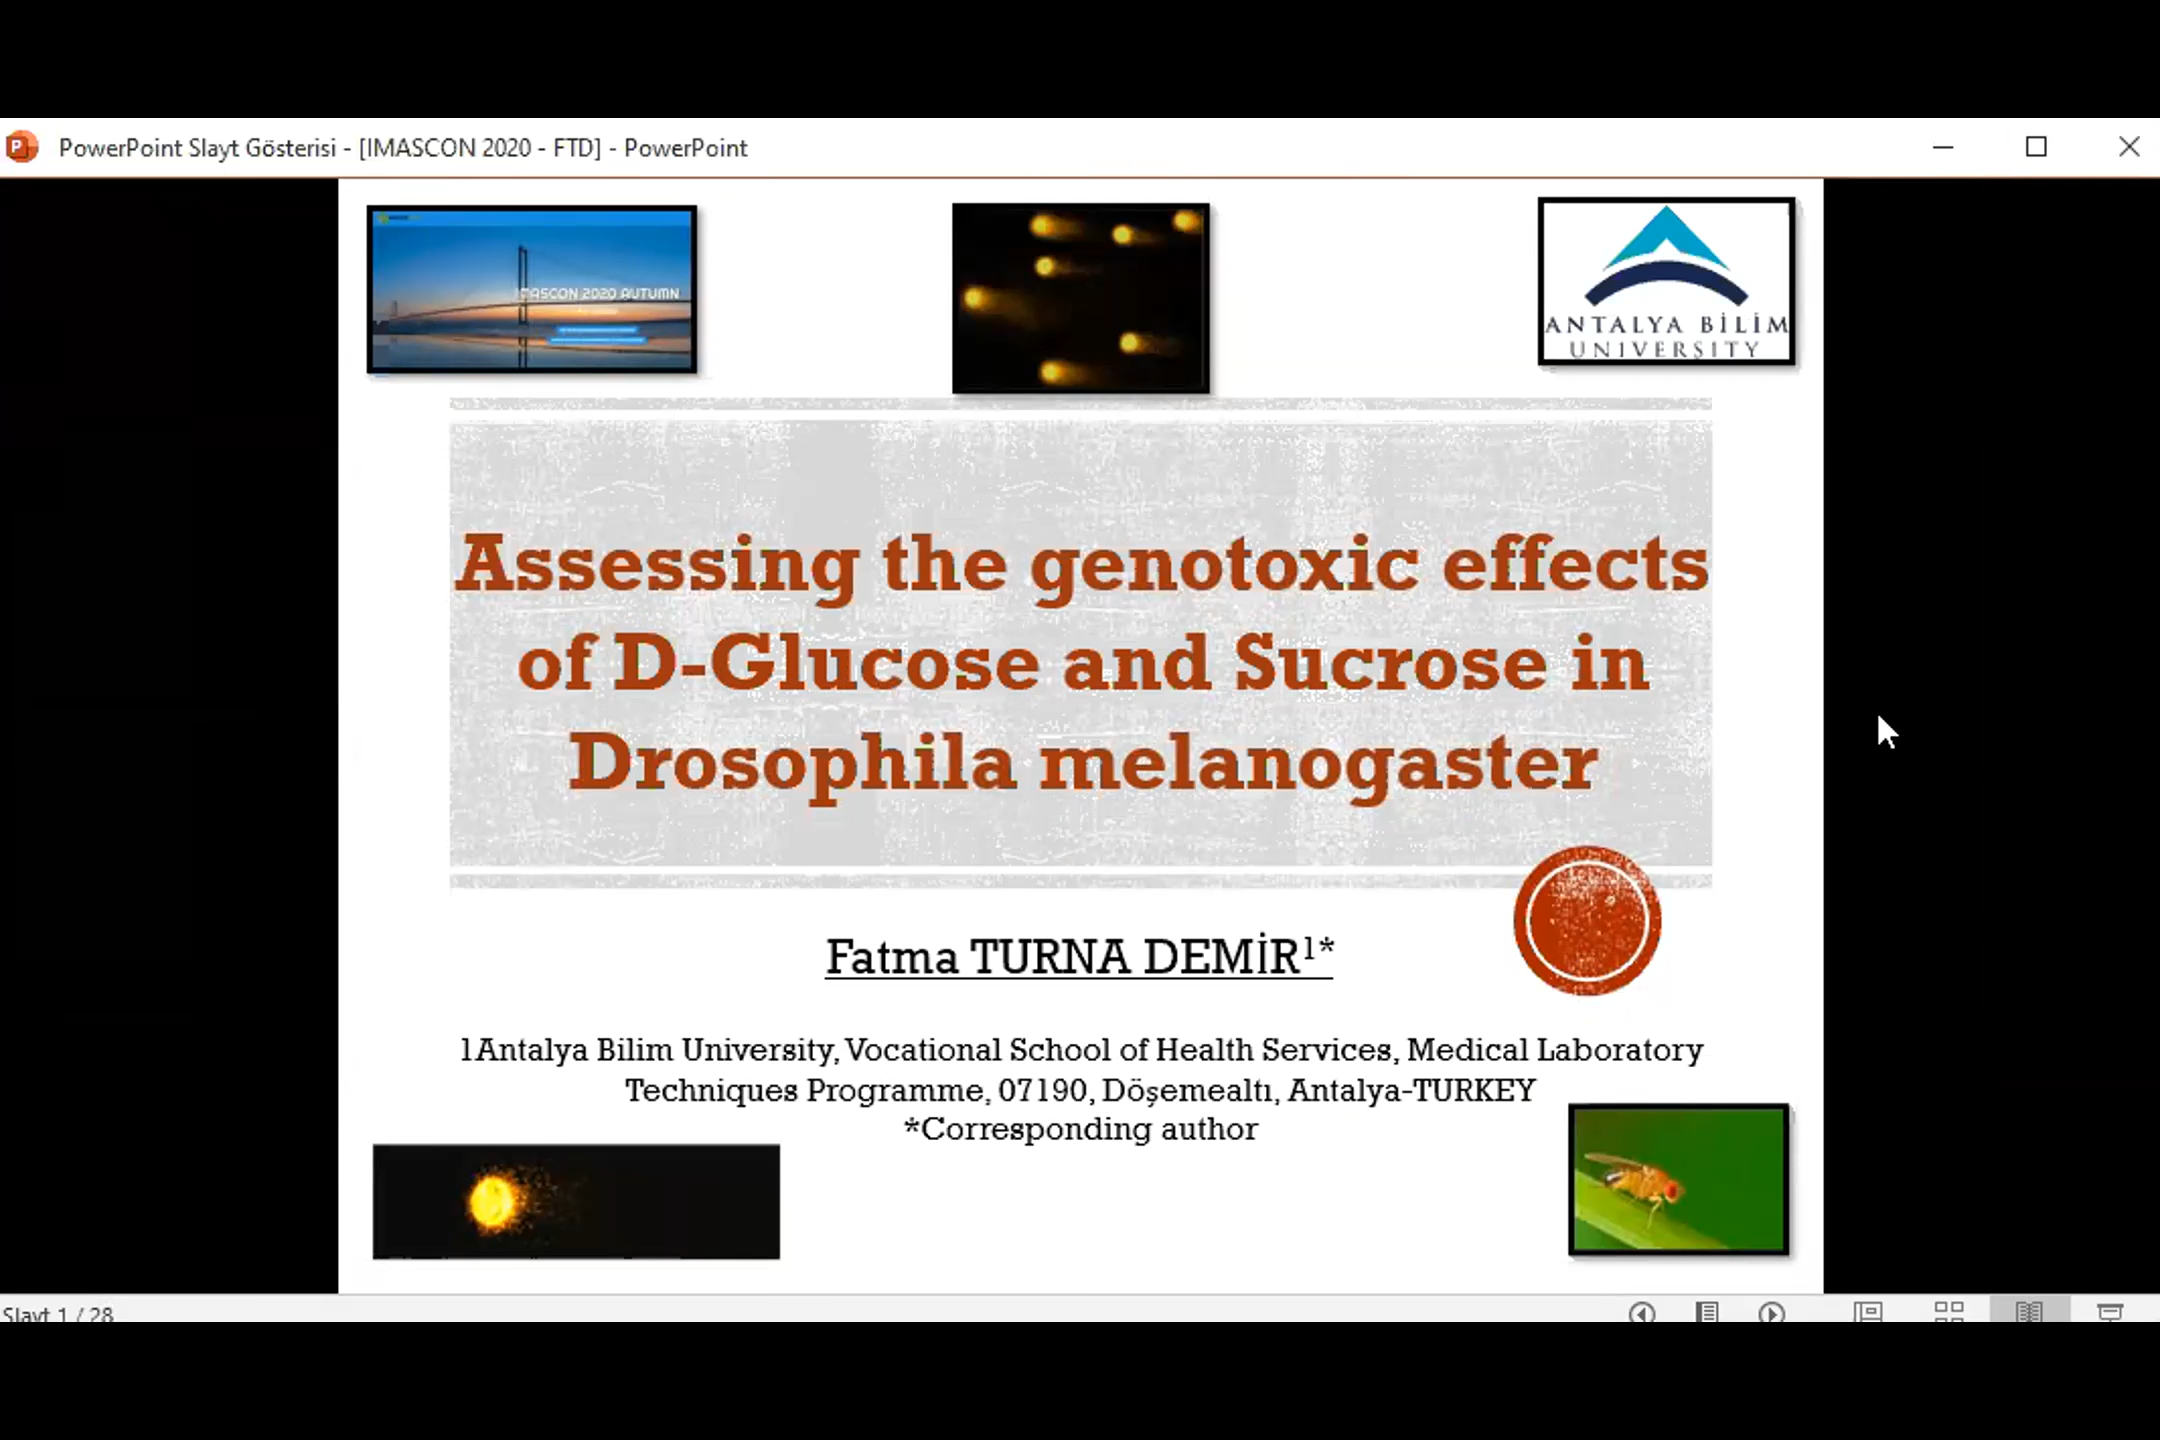 PowerPoint Slayt Gösterisi - [IMASCON 2020 - FTD] - PowerPoint
IMASCON 2020 AUTUMN
ANTALYA BİLİM
UNIVERSITY
Assessing the genotoxic effects
of D-Glucose and Sucrose in
Drosophila melanogaster
Fatma TURNA DEMİR1*
1Antalya Bilim University, Vocational School of Health Services, Medical Laboratory
Techniques Programme, 07190, Döşemealtı, Antalya-TURKEY
*Corresponding author
Slayt 1 / 28